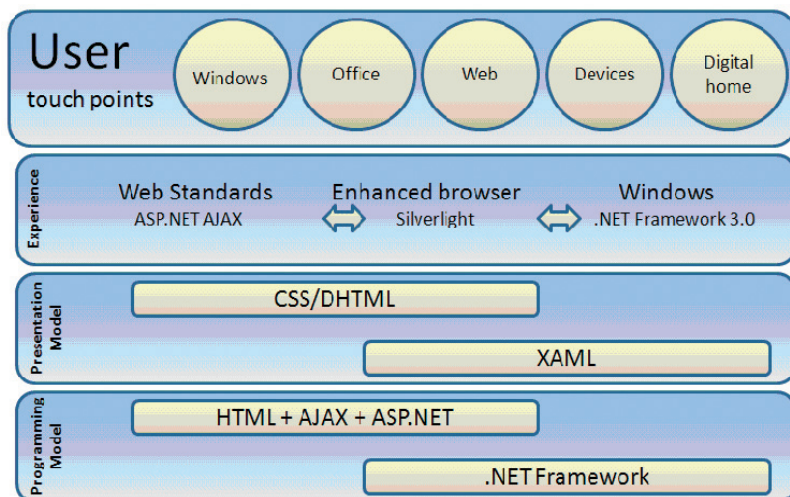 User
touch points
Windows
Office
Web
Devices
Digital
home
Experience
Web Standards
ASP.NET AJAX
Enhanced browser
Silverlight
Windows
.NET Framework 3.0
Presentation
Model
CSS/DHTML
XAML
Programming
Model
HTML + AJAX + ASP.NET
.NET Framework